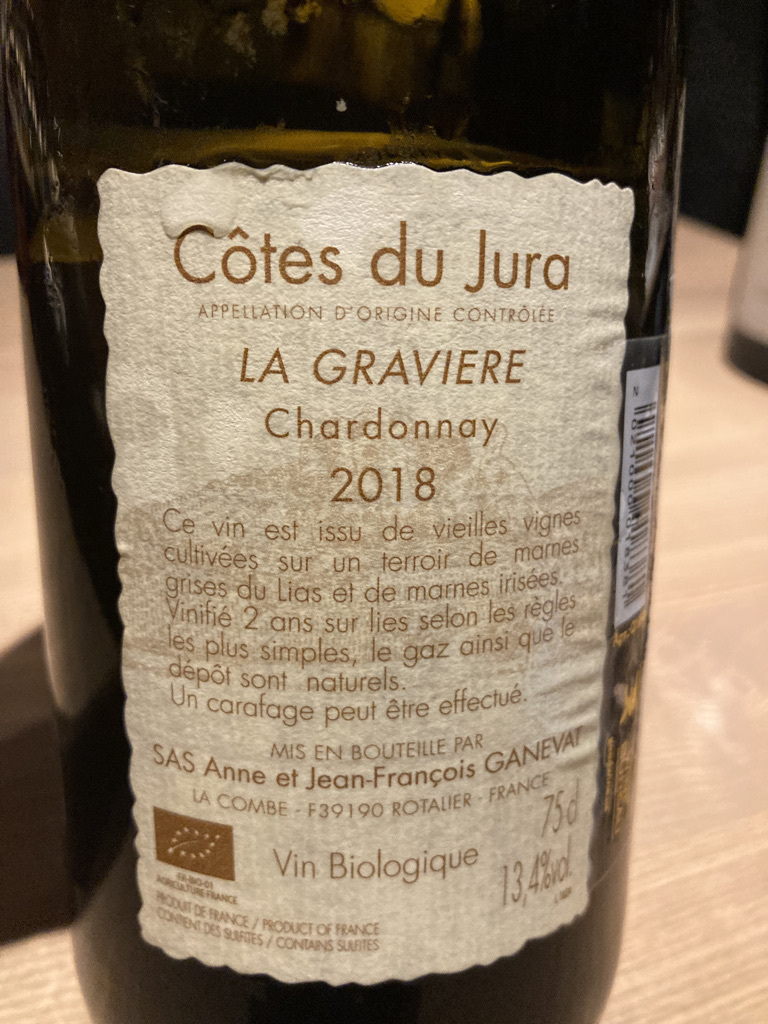 Côtes du Jura
APPELLATION D'ORIGINE CONTRÔLÉE
LA GRAVIERE
Chardonnay
2018
Ce vin est issu de vieilles vignes
cultivées sur un terroir de marnes
grises du Lias et de marnes irisées.
Vinifié 2 ans sur lies selon les règles
les plus simples, le gaz ainsi que le
dépôt sont naturels.
Un carafage peut être effectué.
MIS EN BOUTEILLE PAR
SAS Anne et Jean-François GANEVAT
LA COMBE - F39190 ROTALIER - FRANCE
75cl
Vin Biologique
13,4%vol.
FR-BIO-01
AGRICULTURE FRANCE
PRODUIT DE FRANCE / PRODUCT OF FRANCE
CONTIENT DES SULFITES / CONTAINS SULFITES